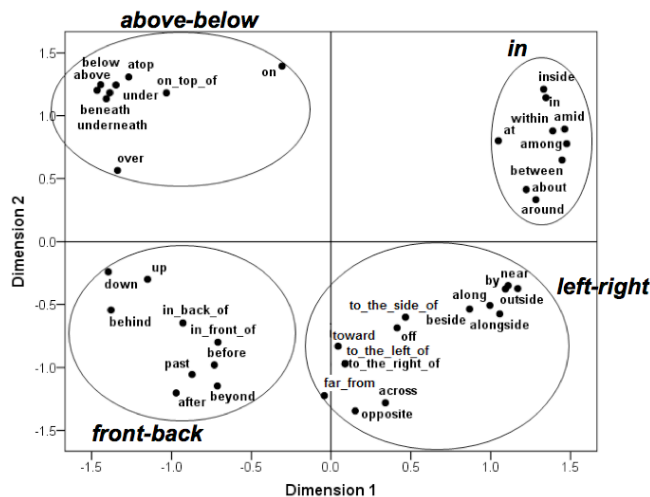 above-below
in
2.0
below
above
atop
on
on_top_of
under
beneath
underneath
over
inside
in
within
amid
at
among
between
about
around
1.5
1.0
0.5
0.0
Dimension 2
up
down
behind
in_back_of
in_front_of
before
past
after
beyond
front-back
near
by
left-right
along
outside
to_the_side_of
beside
alongside
off
toward
to_the_left_of
to_the_right_of
far_from
across
opposite
-0.5
-1.0
-1.5
-1.5
-1.0
-0.5
0.0
0.5
1.0
1.5
Dimension 1